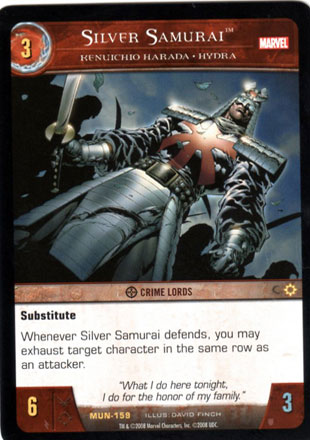 3
SILVER SAMURAI™
MARVEL
KENUICHIO HARADA • HYDRA
CRIME LORDS
C
Substitute
Whenever Silver Samurai defends, you may
exhaust target character in the same row as
an attacker.
"What I do here tonight,
I do for the honor of my family."
6
MUN-159 ILLUS: DAVID FINCH
3
TM & ©2008 Marvel Characters, Inc. ©2008 UDC.